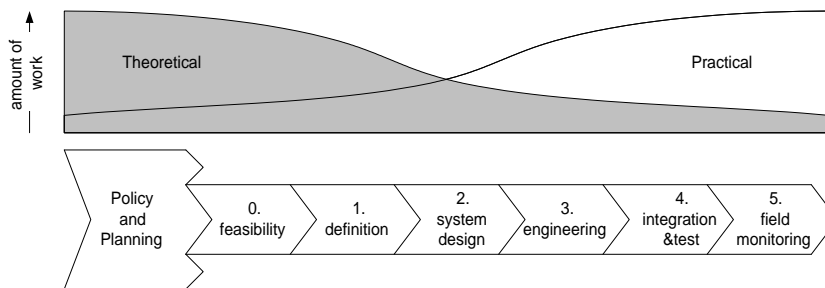 amount of
work
Theoretical
Practical
Policy
and
Planning
0.
feasibility
1.
definition
2.
system
design
3.
engineering
4.
integration
&test
5.
field
monitoring